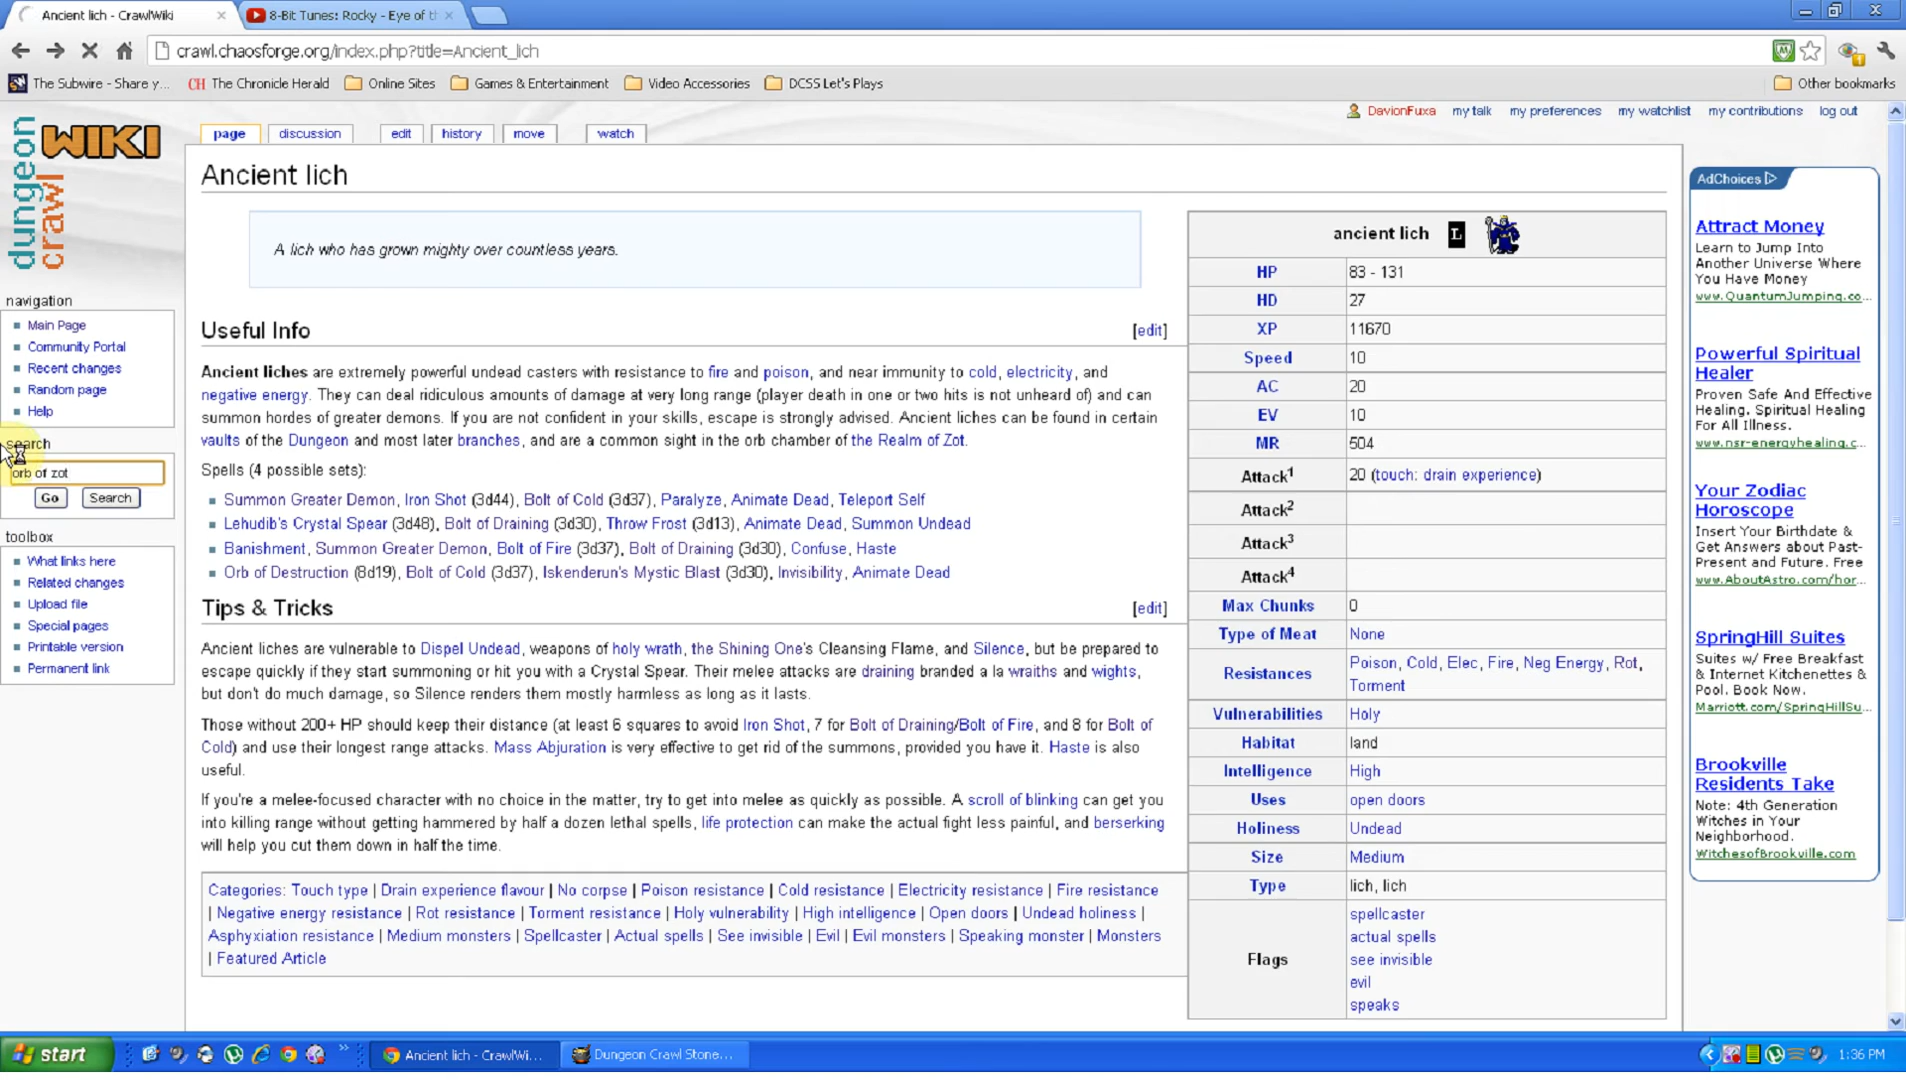 Ancient lich - CrawlWiki
8-Bit Tunes: Rocky - Eye of th
crawl.chaosforge.org/index.php?title=Ancient_lich
The Subwire - Share y...
CH The Chronicle Herald
Online Sites
Games & Entertainment
Video Accessories
DCSS Let's Plays
Other bookmarks
DavionFuxa my talk my preferences my watchlist my contributions log out
dungeon
crawl
WIKI
page discussion edit history move watch
navigation
Main Page
Community Portal
Recent changes
Random page
Help
search
orb of zot
Go Search
toolbox
What links here
Related changes
Upload file
Special pages
Printable version
Permanent link
Ancient lich
A lich who has grown mighty over countless years.
Useful Info [edit]
Ancient liches are extremely powerful undead casters with resistance to fire and poison, and near immunity to cold, electricity, and
negative energy. They can deal ridiculous amounts of damage at very long range (player death in one or two hits is not unheard of) and can
summon hordes of greater demons. If you are not confident in your skills, escape is strongly advised. Ancient liches can be found in certain
vaults of the Dungeon and most later branches, and are a common sight in the orb chamber of the Realm of Zot.
Spells (4 possible sets):
Summon Greater Demon, Iron Shot (3d44), Bolt of Cold (3d37), Paralyze, Animate Dead, Teleport Self
Lehudib's Crystal Spear (3d48), Bolt of Draining (3d30), Throw Frost (3d13), Animate Dead, Summon Undead
Banishment, Summon Greater Demon, Bolt of Fire (3d37), Bolt of Draining (3d30), Confuse, Haste
Orb of Destruction (8d19), Bolt of Cold (3d37), Iskenderun's Mystic Blast (3d30), Invisibility, Animate Dead
Tips & Tricks [edit]
Ancient liches are vulnerable to Dispel Undead, weapons of holy wrath, the Shining One's Cleansing Flame, and Silence, but be prepared to
escape quickly if they start summoning or hit you with a Crystal Spear. Their melee attacks are draining branded a la wraiths and wights,
but don't do much damage, so Silence renders them mostly harmless as long as it lasts.
Those without 200+ HP should keep their distance (at least 6 squares to avoid Iron Shot, 7 for Bolt of Draining/Bolt of Fire, and 8 for Bolt of
Cold) and use their longest range attacks. Mass Abjuration is very effective to get rid of the summons, provided you have it. Haste is also
useful.
If you're a melee-focused character with no choice in the matter, try to get into melee as quickly as possible. A scroll of blinking can get you
into killing range without getting hammered by half a dozen lethal spells, life protection can make the actual fight less painful, and berserking
will help you cut them down in half the time.
Categories: Touch type | Drain experience flavour | No corpse | Poison resistance | Cold resistance | Electricity resistance | Fire resistance
| Negative energy resistance | Rot resistance | Torment resistance | Holy vulnerability | High intelligence | Open doors | Undead holiness |
Asphyxiation resistance | Medium monsters | Spellcaster | Actual spells | See invisible | Evil | Evil monsters | Speaking monster | Monsters
| Featured Article
ancient lich L
HP 83 - 131
HD 27
XP 11670
Speed 10
AC 20
EV 10
MR 504
Attack1 20 (touch: drain experience)
Attack2
Attack3
Attack4
Max Chunks 0
Type of Meat None
Resistances Poison, Cold, Elec, Fire, Neg Energy, Rot,
Torment
Vulnerabilities Holy
Habitat land
Intelligence High
Uses open doors
Holiness Undead
Size Medium
Type lich, lich
Flags
spellcaster
actual spells
see invisible
evil
speaks
AdChoices
Attract Money
Learn to Jump Into
Another Universe Where
You Have Money
www.QuantumJumping.co...
Powerful Spiritual
Healer
Proven Safe And Effective
Healing. Spiritual Healing
For All Illness.
www.nsr-energyhealing.c...
Your Zodiac
Horoscope
Insert Your Birthdate &
Get Answers about Past-
Present and Future. Free
www.AboutAstro.com/hor...
SpringHill Suites
Suites w/ Free Breakfast
& Internet Kitchenettes &
Pool. Book Now.
Marriott.com/SpringHillSu...
Brookville
Residents Take
Note: 4th Generation
Witches in Your
Neighborhood.
WitchesofBrookville.com
start
Ancient lich - CrawlWi...
Dungeon Crawl Stone...
1:36 PM